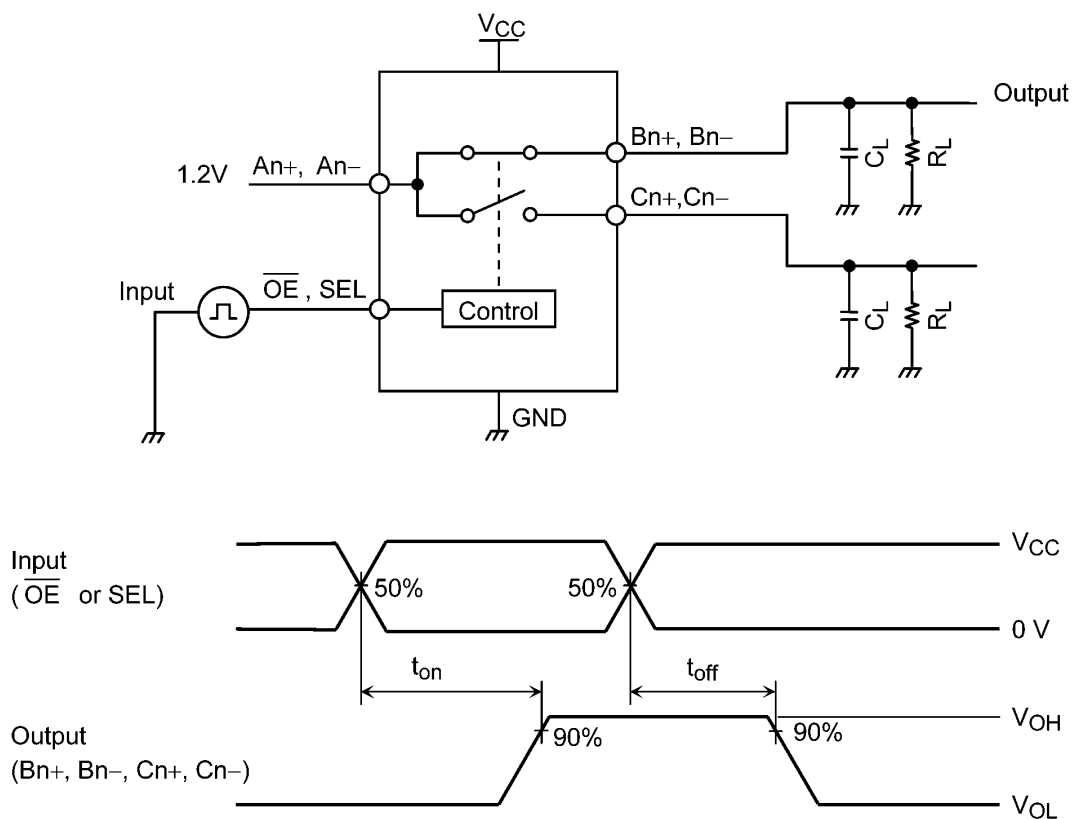 VCC
Output
1.2V
An+, An−
Bn+, Bn−
CL
RL
Cn+,Cn−
Input
OE , SEL
Control
CL
RL
GND
Input
( OE or SEL)
50%
50%
VCC
0 V
ton
toff
Output
(Bn+, Bn−, Cn+, Cn−)
90%
90%
VOH
VOL